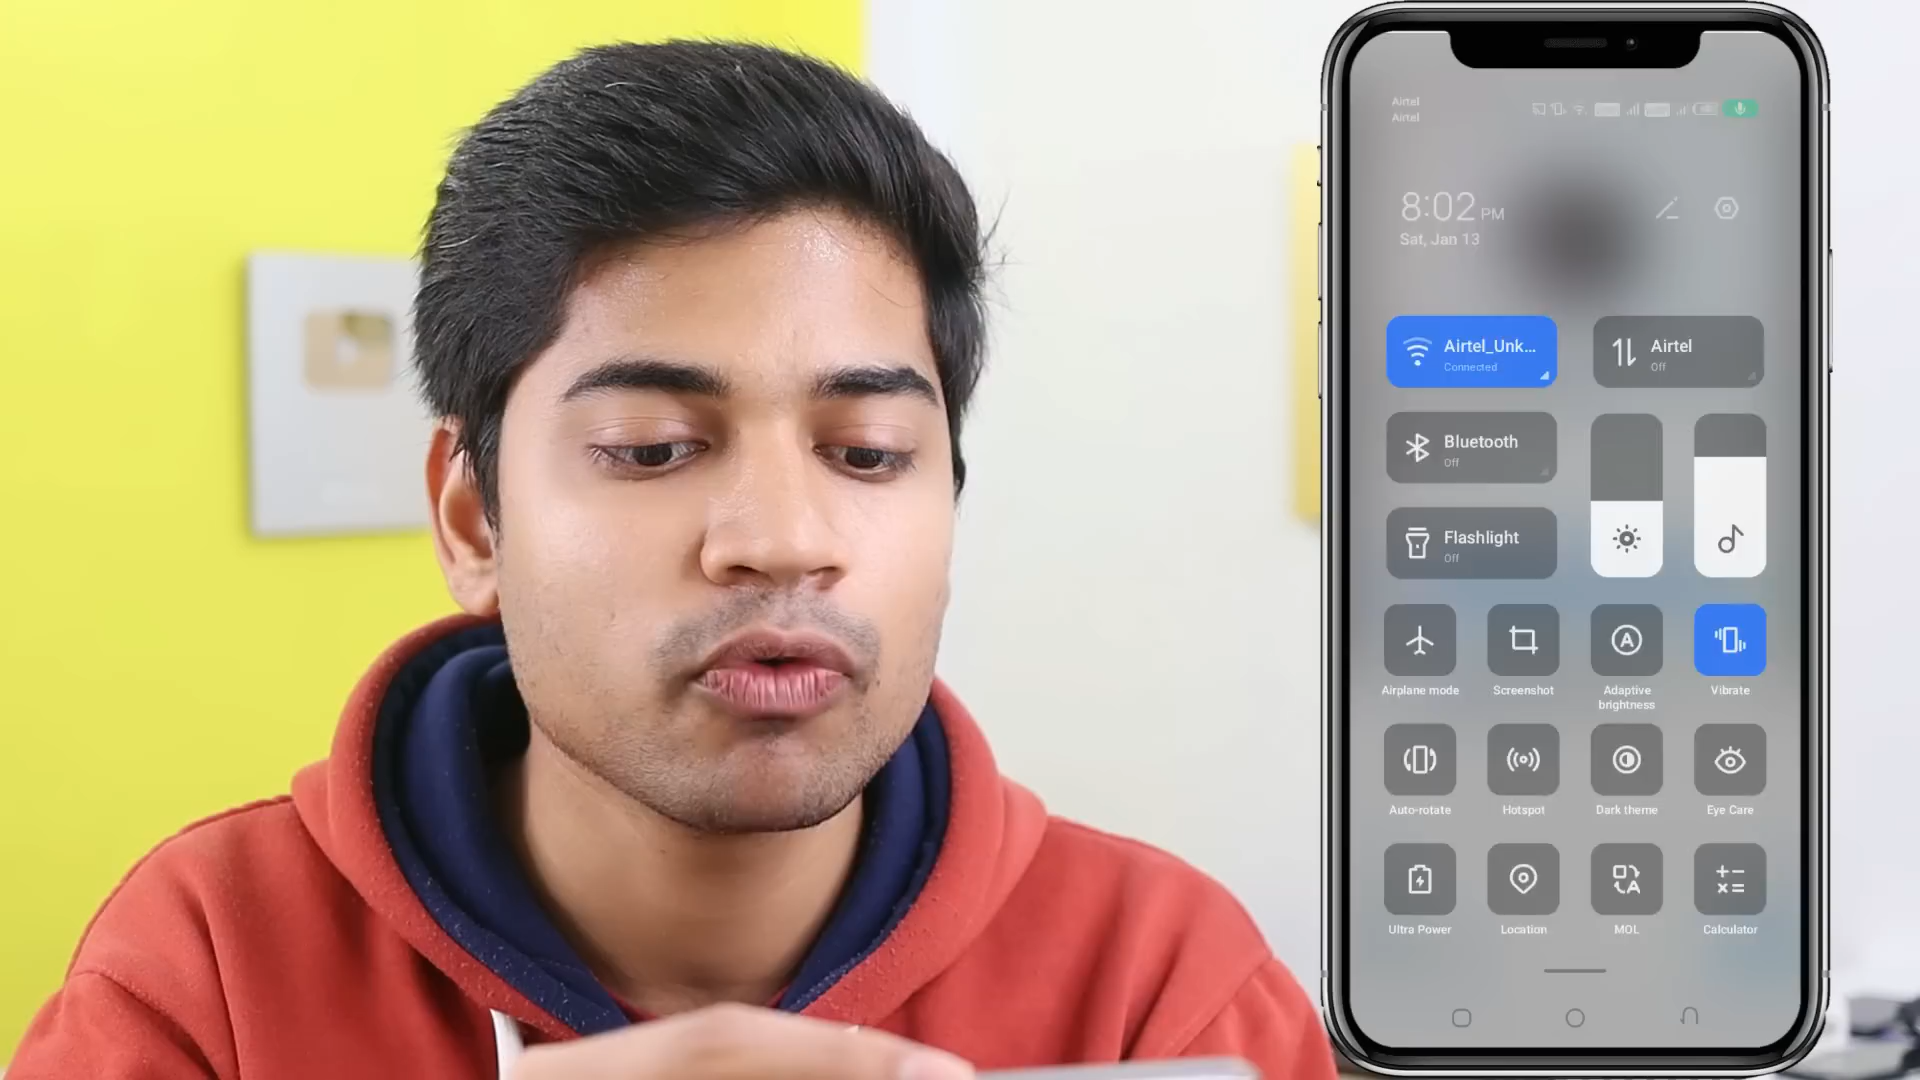 Airtel
Airtel
8:02 PM
Sat, Jan 13
Airtel_Unk...
Connected
Airtel
Off
Bluetooth
Off
Flashlight
Off
Airplane mode
Screenshot
Adaptive
brightness
Vibrate
Auto-rotate
Hotspot
Dark theme
Eye Care
Ultra Power
Location
MOL
Calculator